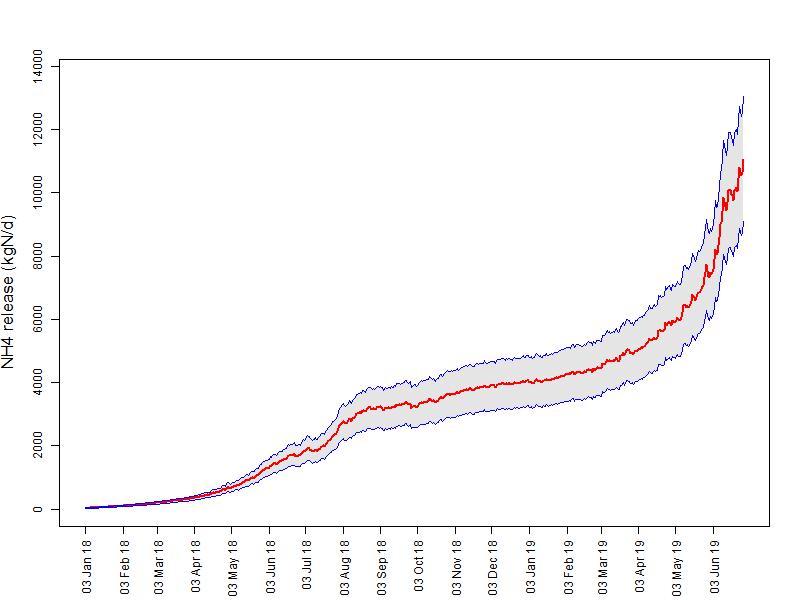 NH4 release (kgN/d)
14000
12000
10000
8000
6000
4000
2000
0
03 Jan 18
03 Feb 18
03 Mar 18
03 Apr 18
03 May 18
03 Jun 18
03 Jul 18
03 Aug 18
03 Sep 18
03 Oct 18
03 Nov 18
03 Dec 18
03 Jan 19
03 Feb 19
03 Mar 19
03 Apr 19
03 May 19
03 Jun 19